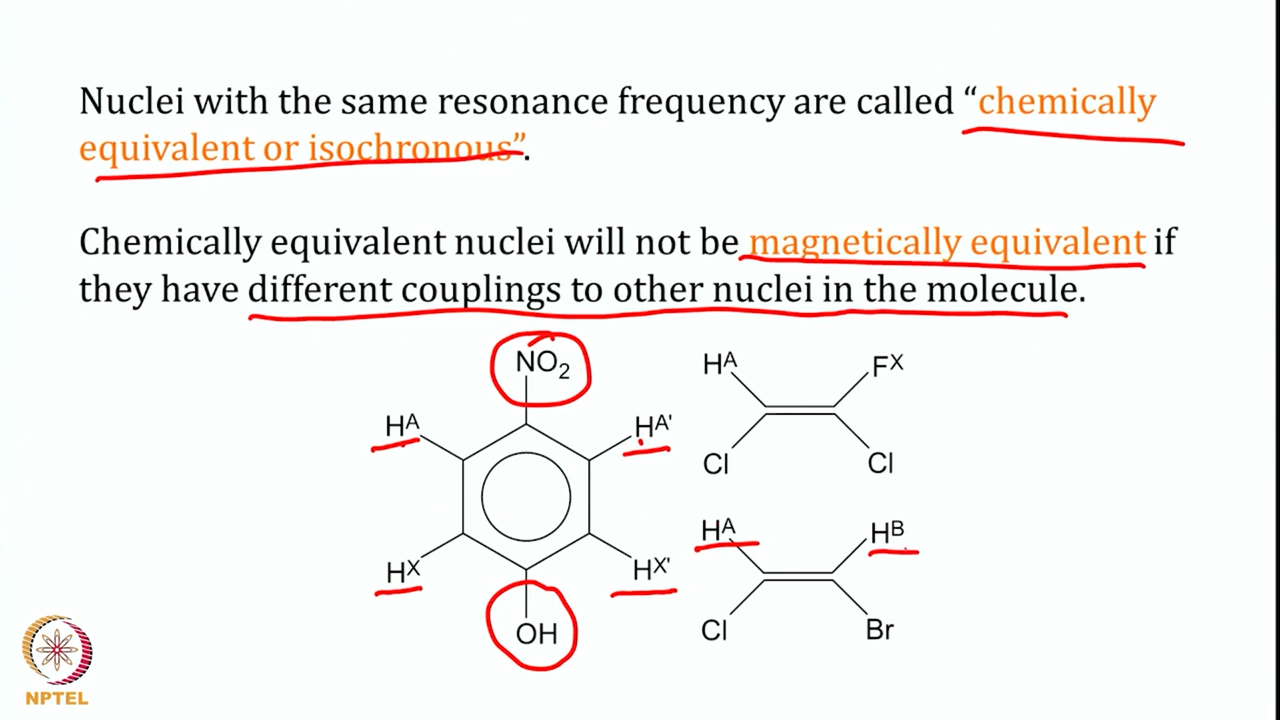 Nuclei with the same resonance frequency are called “chemically
equivalent or isochronous”.
Chemically equivalent nuclei will not be magnetically equivalent if
they have different couplings to other nuclei in the molecule.
NO₂
Hᴬ Hᴬ'
Hˣ Hˣ'
OH
Hᴬ Fˣ
Cl Cl
Hᴬ Hᴮ
Cl Br
NPTEL